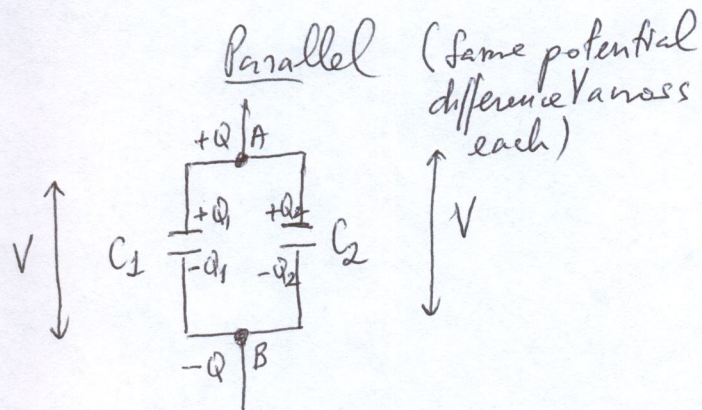 Parallel (same potential
difference V across
each)
+Q A
+Q1 +Q2
V C1 C2 V
-Q1 -Q2
-Q B